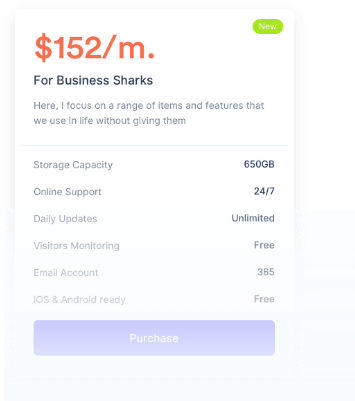 New
$152/m.
For Business Sharks
Here, I focus on a range of items and features that
we use in life without giving them
Storage Capacity 650GB
Online Support 24/7
Daily Updates Unlimited
Visitors Monitoring Free
Email Account 365
iOS & Android ready Free
Purchase